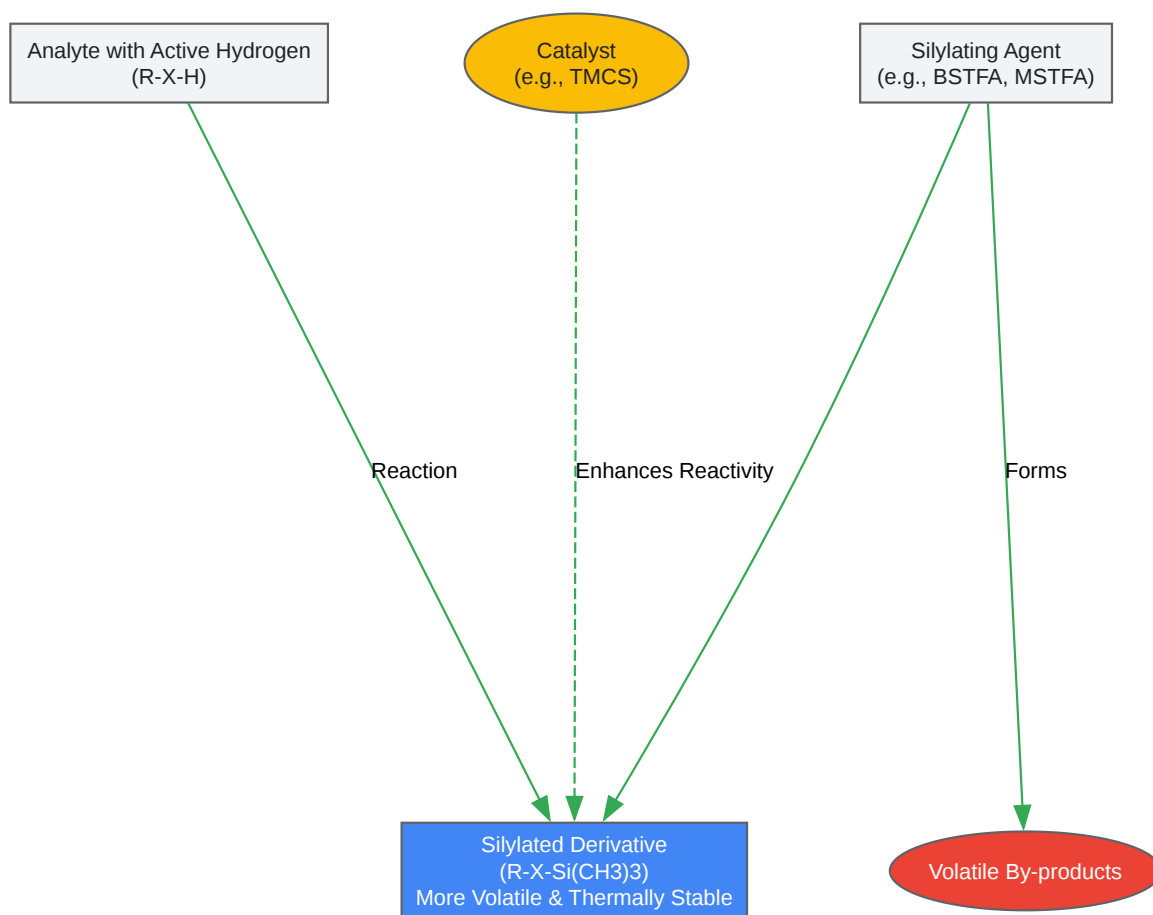 Analyte with Active Hydrogen
(R-X-H)
Catalyst
(e.g., TMCS)
Silylating Agent
(e.g., BSTFA, MSTFA)
Reaction
Enhances Reactivity
Forms
Silylated Derivative
(R-X-Si(CH3)3)
More Volatile & Thermally Stable
Volatile By-products